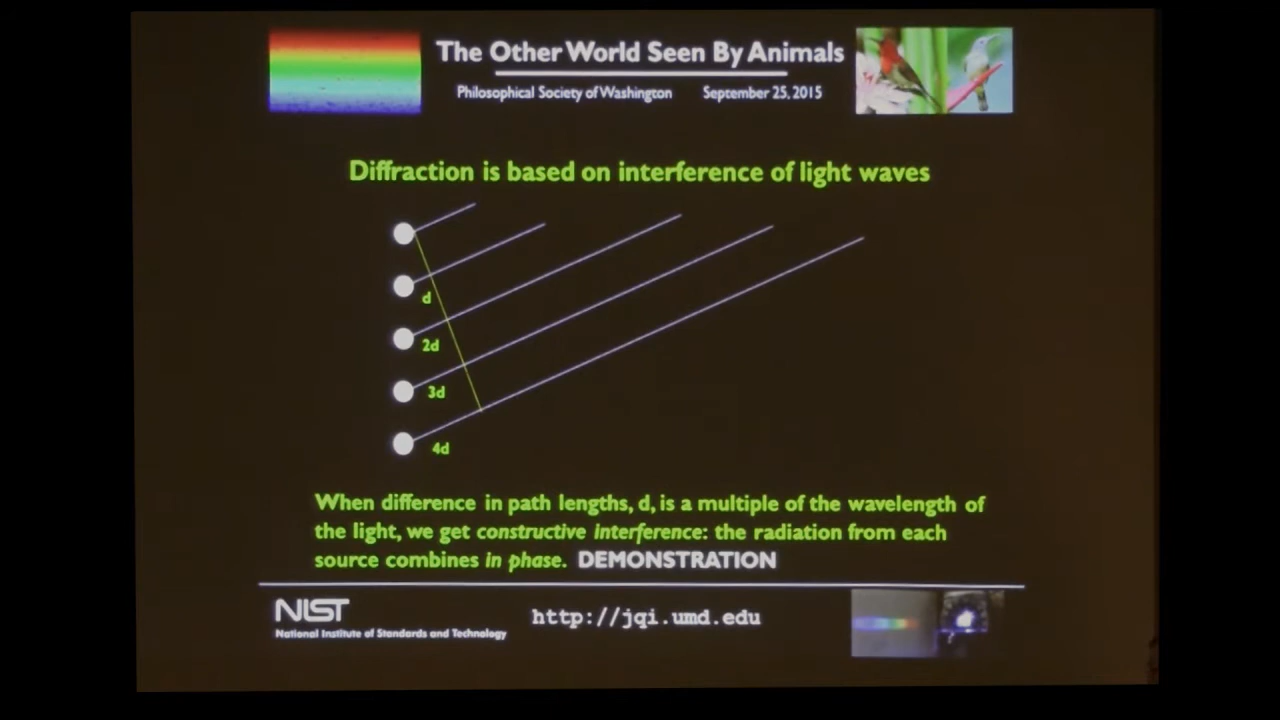 The Other World Seen By Animals
Philosophical Society of Washington September 25, 2015
Diffraction is based on interference of light waves
d
2d
3d
4d
When difference in path lengths, d, is a multiple of the wavelength of
the light, we get constructive interference: the radiation from each
source combines in phase. DEMONSTRATION
NIST
National Institute of Standards and Technology
http://jqi.umd.edu